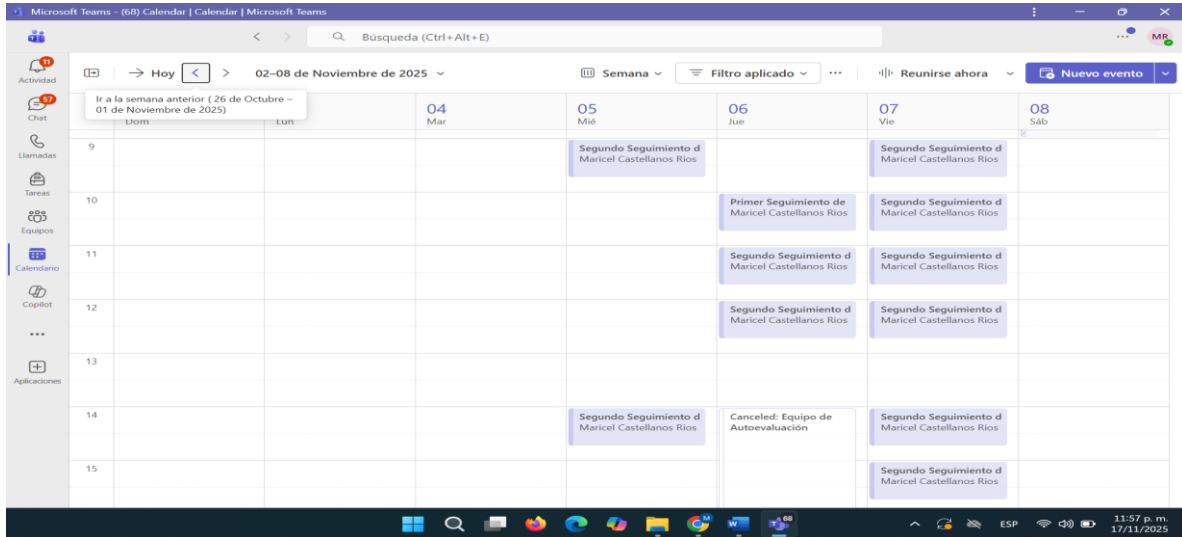 Microsoft Teams - (68) Calendar | Calendar | Microsoft Teams
Búsqueda (Ctrl+Alt+E)
MR
11
Actividad
57
Chat
Llamadas
Tareas
Equipos
Calendario
Copilot
Aplicaciones
Hoy
02–08 de Noviembre de 2025
Semana
Filtro aplicado
Reunirse ahora
Nuevo evento
Ir a la semana anterior ( 26 de Octubre –
01 de Noviembre de 2025)
Dom
Lun
04
Mar
05
Mié
06
Jue
07
Vie
08
Sáb
9
Segundo Seguimiento d
Maricel Castellanos Rios
Segundo Seguimiento d
Maricel Castellanos Rios
10
Primer Seguimiento de
Maricel Castellanos Rios
Segundo Seguimiento d
Maricel Castellanos Rios
11
Segundo Seguimiento d
Maricel Castellanos Rios
Segundo Seguimiento d
Maricel Castellanos Rios
12
Segundo Seguimiento d
Maricel Castellanos Rios
Segundo Seguimiento d
Maricel Castellanos Rios
13
14
Segundo Seguimiento d
Maricel Castellanos Rios
Canceled: Equipo de
Autoevaluación
Segundo Seguimiento d
Maricel Castellanos Rios
15
Segundo Seguimiento d
Maricel Castellanos Rios
68
ESP
11:57 p. m.
17/11/2025